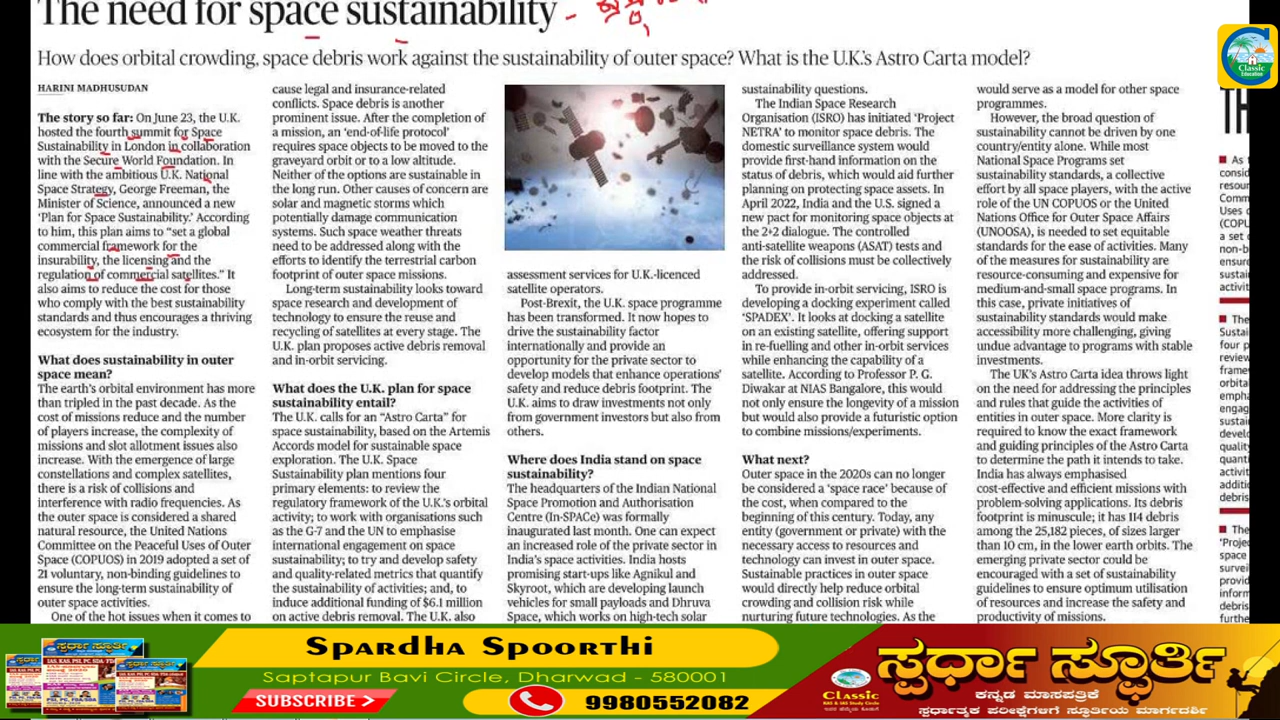 The need for space sustainability
How does orbital crowding, space debris work against the sustainability of outer space? What is the U.K.'s Astro Carta model?
HARINI MADHUSUDAN
The story so far: On June 23, the U.K.
hosted the fourth summit for Space
Sustainability in London in collaboration
with the Secure World Foundation. In
line with the ambitious U.K. National
Space Strategy, George Freeman, the
Minister of Science, announced a new
'Plan for Space Sustainability.' According
to him, this plan aims to "set a global
commercial framework for the
insurability, the licensing and the
regulation of commercial satellites." It
also aims to reduce the cost for those
who comply with the best sustainability
standards and thus encourages a thriving
ecosystem for the industry.
What does sustainability in outer
space mean?
The earth's orbital environment has more
than tripled in the past decade. As the
cost of missions reduce and the number
of players increase, the complexity of
missions and slot allotment issues also
increase. With the emergence of large
constellations and complex satellites,
there is a risk of collisions and
interference with radio frequencies. As
the outer space is considered a shared
natural resource, the United Nations
Committee on the Peaceful Uses of Outer
Space (COPUOS) in 2019 adopted a set of
21 voluntary, non-binding guidelines to
ensure the long-term sustainability of
outer space activities.
One of the hot issues when it comes to
cause legal and insurance-related
conflicts. Space debris is another
prominent issue. After the completion of
a mission, an 'end-of-life protocol'
requires space objects to be moved to the
graveyard orbit or to a low altitude.
Neither of the options are sustainable in
the long run. Other causes of concern are
solar and magnetic storms which
potentially damage communication
systems. Such space weather threats
need to be addressed along with the
efforts to identify the terrestrial carbon
footprint of outer space missions.
Long-term sustainability looks toward
space research and development of
technology to ensure the reuse and
recycling of satellites at every stage. The
U.K. plan proposes active debris removal
and in-orbit servicing.
What does the U.K. plan for space
sustainability entail?
The U.K. calls for an "Astro Carta" for
space sustainability, based on the Artemis
Accords model for sustainable space
exploration. The U.K. Space
Sustainability plan mentions four
primary elements: to review the
regulatory framework of the U.K.'s orbital
activity; to work with organisations such
as the G-7 and the UN to emphasise
international engagement on space
sustainability; to try and develop safety
and quality-related metrics that quantify
the sustainability of activities; and, to
induce additional funding of $6.1 million
on active debris removal. The U.K. also
assessment services for U.K.-licenced
satellite operators.
Post-Brexit, the U.K. space programme
has been transformed. It now hopes to
drive the sustainability factor
internationally and provide an
opportunity for the private sector to
develop models that enhance operations'
safety and reduce debris footprint. The
U.K. aims to draw investments not only
from government investors but also from
others.
Where does India stand on space
sustainability?
The headquarters of the Indian National
Space Promotion and Authorisation
Centre (In-SPACe) was formally
inaugurated last month. One can expect
an increased role of the private sector in
India's space activities. India hosts
promising start-ups like Agnikul and
Skyroot, which are developing launch
vehicles for small payloads and Dhruva
Space, which works on high-tech solar
sustainability questions.
The Indian Space Research
Organisation (ISRO) has initiated 'Project
NETRA' to monitor space debris. The
domestic surveillance system would
provide first-hand information on the
status of debris, which would aid further
planning on protecting space assets. In
April 2022, India and the U.S. signed a
new pact for monitoring space objects at
the 2+2 dialogue. The controlled
anti-satellite weapons (ASAT) tests and
the risk of collisions must be collectively
addressed.
To provide in-orbit servicing, ISRO is
developing a docking experiment called
'SPADEX'. It looks at docking a satellite
on an existing satellite, offering support
in re-fuelling and other in-orbit services
while enhancing the capability of a
satellite. According to Professor P. G.
Diwakar at NIAS Bangalore, this would
not only ensure the longevity of a mission
but would also provide a futuristic option
to combine missions/experiments.
What next?
Outer space in the 2020s can no longer
be considered a 'space race' because of
the cost, when compared to the
beginning of this century. Today, any
entity (government or private) with the
necessary access to resources and
technology can invest in outer space.
Sustainable practices in outer space
would directly help reduce orbital
crowding and collision risk while
nurturing future technologies. As the
would serve as a model for other space
programmes.
However, the broad question of
sustainability cannot be driven by one
country/entity alone. While most
National Space Programs set
sustainability standards, a collective
effort by all space players, with the active
role of the UN COPUOS or the United
Nations Office for Outer Space Affairs
(UNOOSA), is needed to set equitable
standards for the ease of activities. Many
of the measures for sustainability are
resource-consuming and expensive for
medium-and-small space programs. In
this case, private initiatives of
sustainability standards would make
accessibility more challenging, giving
undue advantage to programs with stable
investments.
The UK's Astro Carta idea throws light
on the need for addressing the principles
and rules that guide the activities of
entities in outer space. More clarity is
required to know the exact framework
and guiding principles of the Astro Carta
to determine the path it intends to take.
India has always emphasised
cost-effective and efficient missions with
problem-solving applications. Its debris
footprint is minuscule; it has 114 debris
among the 25,182 pieces, of sizes larger
than 10 cm, in the lower earth orbits. The
emerging private sector could be
encouraged with a set of sustainability
guidelines to ensure optimum utilisation
of resources and increase the safety and
productivity of missions.
TH
Classic
Education
SPARDHA SPOORTHI
Saptapur Bavi Circle, Dharwad - 580001
SUBSCRIBE
9980552082
Classic
ಸ್ಪರ್ಧಾ ಸ್ಫೂರ್ತಿ
ಕನ್ನಡ ಮಾಸಪತ್ರಿಕೆ
ಸ್ಪರ್ಧಾತ್ಮಕ ಪರೀಕ್ಷೆಗಳಿಗೆ ಸ್ಫೂರ್ತಿಯ ಮಾರ್ಗದರ್ಶಿ